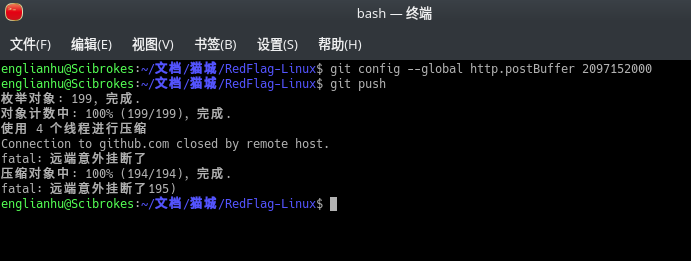 bash — 终端
文件(F) 编辑(E) 视图(V) 书签(B) 设置(S) 帮助(H)
englianhu@Scibrokes:~/文档/猫城/RedFlag-Linux$ git config --global http.postBuffer 2097152000
englianhu@Scibrokes:~/文档/猫城/RedFlag-Linux$ git push
枚举对象: 199, 完成.
对象计数中: 100% (199/199), 完成.
使用 4 个线程进行压缩
Connection to github.com closed by remote host.
fatal: 远端意外挂断了
压缩对象中: 100% (194/194), 完成.
fatal: 远端意外挂断了195)
englianhu@Scibrokes:~/文档/猫城/RedFlag-Linux$